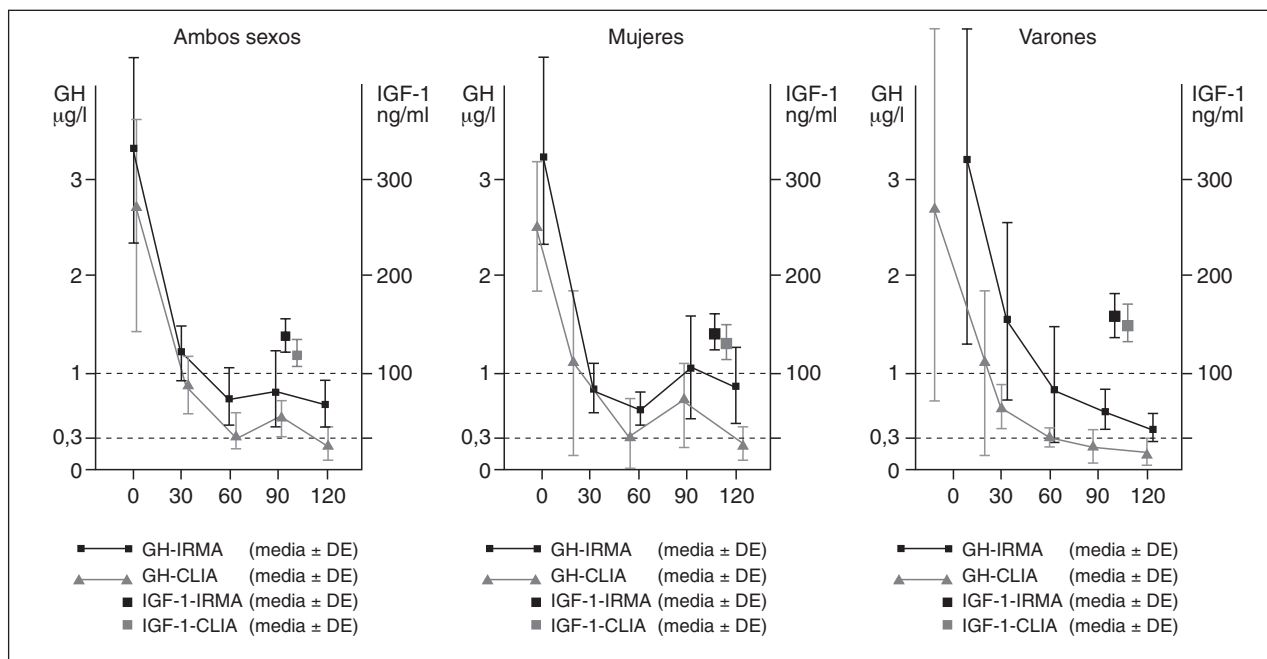 Ambos sexos
GH
µg/l
IGF-1
ng/ml
3
2
1
0,3
0
300
200
100
0 30 60 90 120
GH-IRMA (media ± DE)
GH-CLIA (media ± DE)
IGF-1-IRMA (media ± DE)
IGF-1-CLIA (media ± DE)
Mujeres
GH
µg/l
IGF-1
ng/ml
3
2
1
0,3
0
300
200
100
0 30 60 90 120
GH-IRMA (media ± DE)
GH-CLIA (media ± DE)
IGF-1-IRMA (media ± DE)
IGF-1-CLIA (media ± DE)
Varones
GH
µg/l
IGF-1
ng/ml
3
2
1
0,3
0
300
200
100
0 30 60 90 120
GH-IRMA (media ± DE)
GH-CLIA (media ± DE)
IGF-1-IRMA (media ± DE)
IGF-1-CLIA (media ± DE)